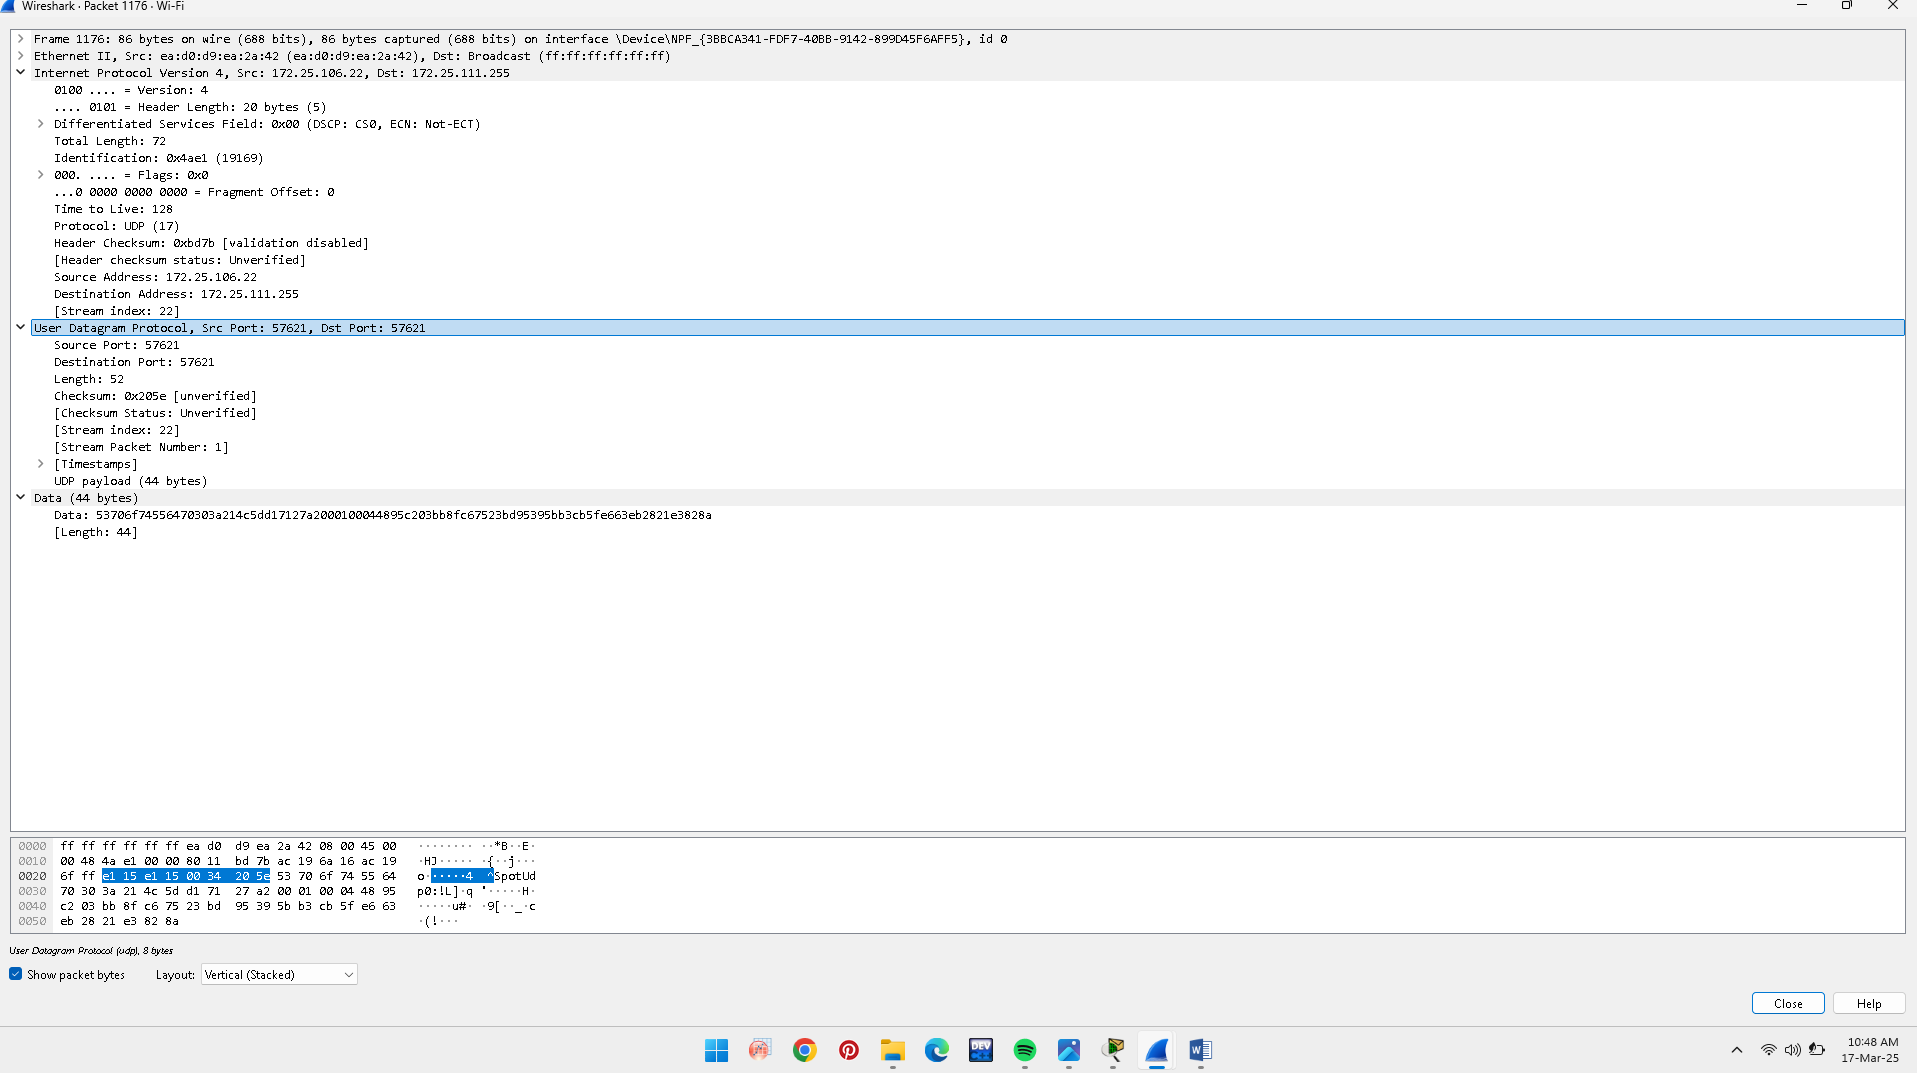 Wireshark · Packet 1176 · Wi-Fi
Frame 1176: 86 bytes on wire (688 bits), 86 bytes captured (688 bits) on interface \Device\NPF_{3BBCA341-FDF7-40BB-9142-899D45F6AFF5}, id 0
Ethernet II, Src: ea:d0:d9:ea:2a:42 (ea:d0:d9:ea:2a:42), Dst: Broadcast (ff:ff:ff:ff:ff:ff)
Internet Protocol Version 4, Src: 172.25.106.22, Dst: 172.25.111.255
0100 .... = Version: 4
.... 0101 = Header Length: 20 bytes (5)
Differentiated Services Field: 0x00 (DSCP: CS0, ECN: Not-ECT)
Total Length: 72
Identification: 0x4ae1 (19169)
000. .... = Flags: 0x0
...0 0000 0000 0000 = Fragment Offset: 0
Time to Live: 128
Protocol: UDP (17)
Header Checksum: 0xbd7b [validation disabled]
[Header checksum status: Unverified]
Source Address: 172.25.106.22
Destination Address: 172.25.111.255
[Stream index: 22]
User Datagram Protocol, Src Port: 57621, Dst Port: 57621
Source Port: 57621
Destination Port: 57621
Length: 52
Checksum: 0x205e [unverified]
[Checksum Status: Unverified]
[Stream index: 22]
[Stream Packet Number: 1]
[Timestamps]
UDP payload (44 bytes)
Data (44 bytes)
Data: 53706f74556470303a214c5dd17127a2000100044895c203bb8fc67523bd95395bb3cb5fe663eb2821e3828a
[Length: 44]
0000 ff ff ff ff ff ff ea d0 d9 ea 2a 42 08 00 45 00 ········ ··*B··E·
0010 00 48 4a e1 00 00 80 11 bd 7b ac 19 6a 16 ac 19 ·HJ····· ·{··j···
0020 6f ff e1 15 e1 15 00 34 20 5e 53 70 6f 74 55 64 o······4 ^SpotUd
0030 70 30 3a 21 4c 5d d1 71 27 a2 00 01 00 04 48 95 p0:!L]·q '·····H·
0040 c2 03 bb 8f c6 75 23 bd 95 39 5b b3 cb 5f e6 63 ·····u#· ·9[··_·c
0050 eb 28 21 e3 82 8a ·(!···
User Datagram Protocol (udp), 8 bytes
Show packet bytes Layout: Vertical (Stacked)
Close Help
DEV
10:48 AM
17-Mar-25